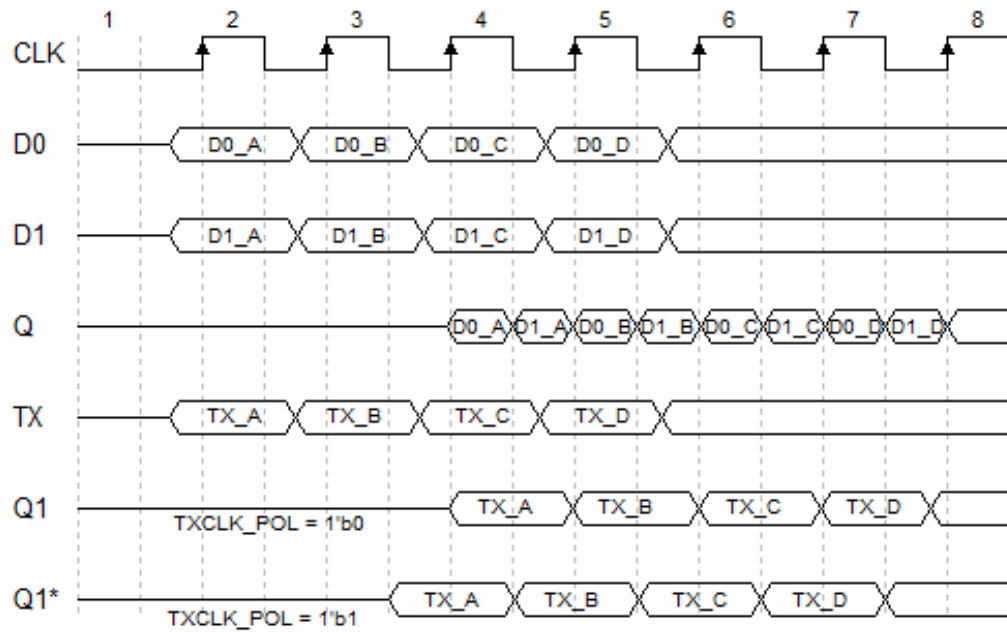 1 2 3 4 5 6 7 8
CLK
D0 D0_A D0_B D0_C D0_D
D1 D1_A D1_B D1_C D1_D
Q D0_A D1_A D0_B D1_B D0_C D1_C D0_D D1_D
TX TX_A TX_B TX_C TX_D
Q1 TX_A TX_B TX_C TX_D
TXCLK_POL = 1"b0
Q1* TX_A TX_B TX_C TX_D
TXCLK_POL = 1"b1